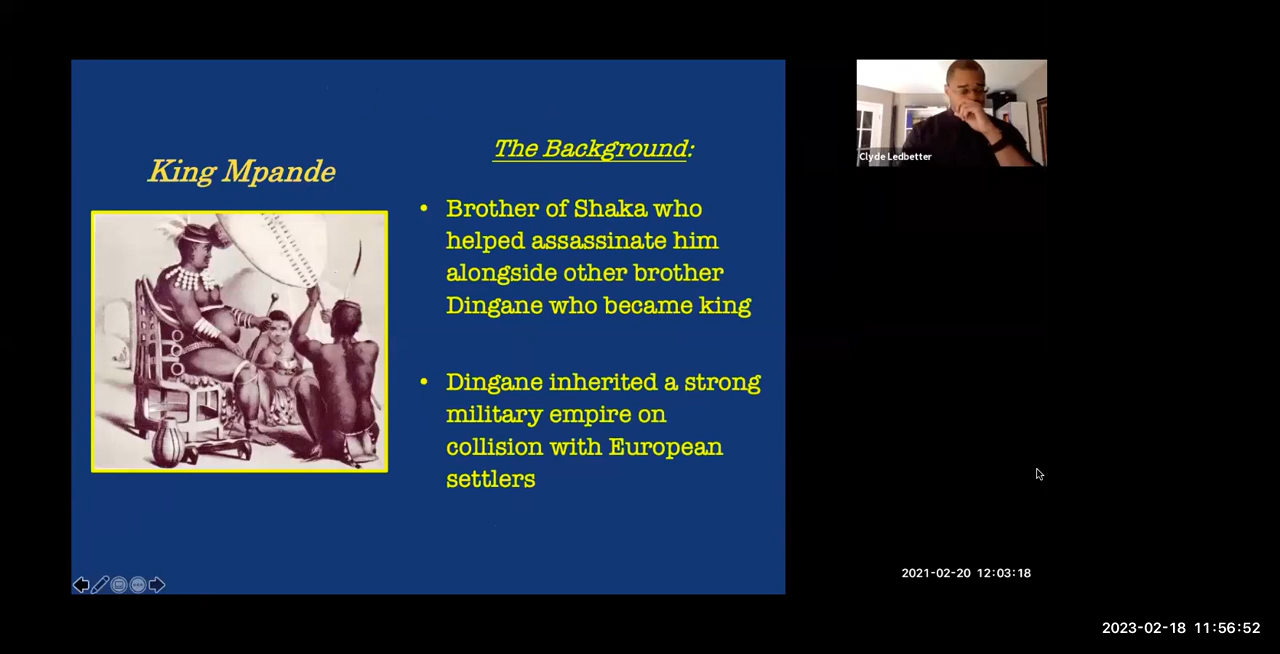 King Mpande
The Background:
• Brother of Shaka who
helped assassinate him
alongside other brother
Dingane who became king
• Dingane inherited a strong
military empire on
collision with European
settlers
Clyde Ledbetter
2021-02-20 12:03:18
2023-02-18 11:56:52